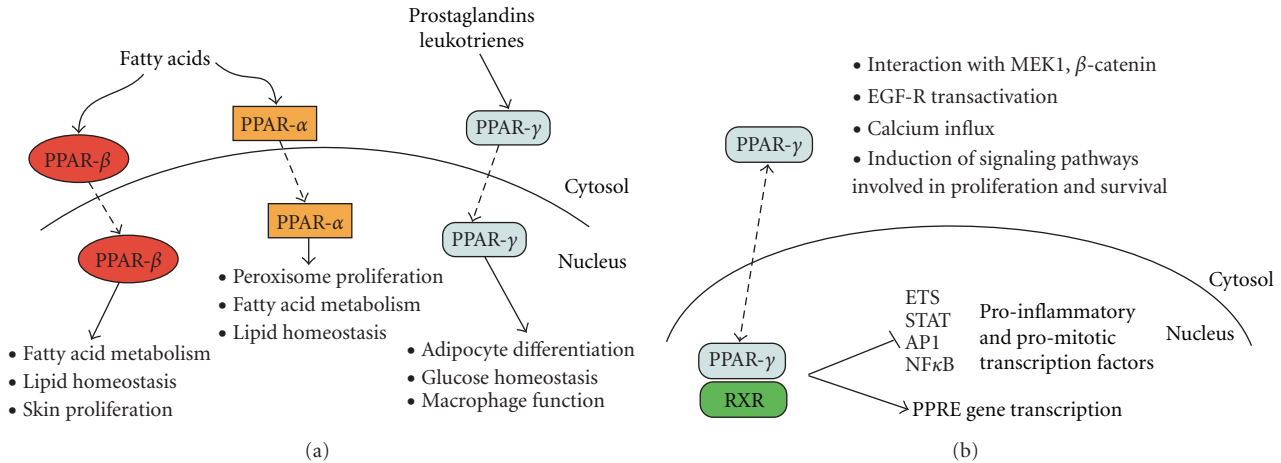 Fatty acids
Prostaglandins
leukotrienes
PPAR-β
PPAR-α
PPAR-γ
Cytosol
PPAR-β
PPAR-α
PPAR-γ
Nucleus
• Peroxisome proliferation
• Fatty acid metabolism
• Lipid homeostasis
• Fatty acid metabolism
• Lipid homeostasis
• Skin proliferation
• Adipocyte differentiation
• Glucose homeostasis
• Macrophage function
(a)
• Interaction with MEK1, β-catenin
• EGF-R transactivation
• Calcium influx
• Induction of signaling pathways
involved in proliferation and survival
PPAR-γ
Cytosol
Nucleus
ETS
STAT
AP1
NFκB
Pro-inflammatory
and pro-mitotic
transcription factors
PPAR-γ
RXR
PPRE gene transcription
(b)